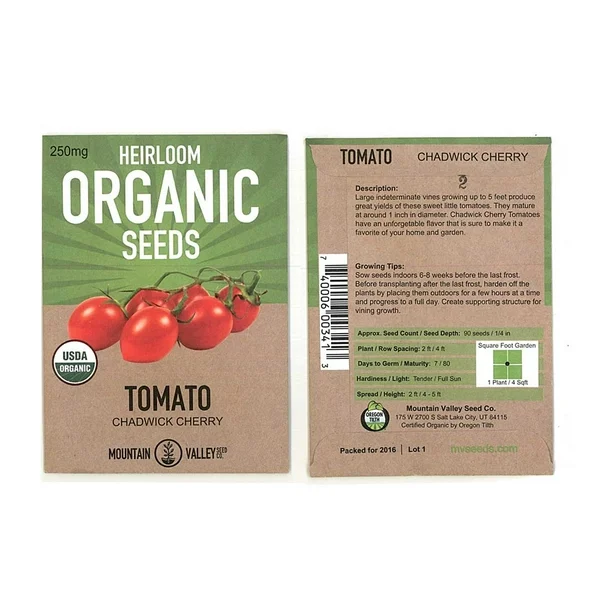 250mg
HEIRLOOM
ORGANIC
SEEDS
USDA
ORGANIC
TOMATO
CHADWICK CHERRY
MOUNTAIN VALLEY SEED CO.
TOMATO CHADWICK CHERRY
2
Description:
Large indeterminate vines growing up to 5 feet produce
great yields of these sweet little tomatoes. They mature
at around 1 inch in diameter. Chadwick Cherry Tomatoes
have an unforgetable flavor that is sure to make it a
favorite of your home and garden.
Growing Tips:
Sow seeds indoors 6-8 weeks before the last frost.
Before transplanting after the last frost, harden off the
plants by placing them outdoors for a few hours at a time
and progress to a full day. Create supporting structure for
vining growth.
7 40006 00341 3
Approx. Seed Count / Seed Depth: 90 seeds / 1/4 in
Plant / Row Spacing: 2 ft / 4 ft
Days to Germ / Maturity: 7 / 80
Hardiness / Light: Tender / Full Sun
Spread / Height: 2 ft / 4 - 5 ft
Square Foot Garden
1 Plant / 4 Sqft
OREGON
TILTH
Mountain Valley Seed Co.
175 W 2700 S Salt Lake City, UT 84115
Certified Organic by Oregon Tilth
Packed for 2016 | Lot 1
mvseeds.com